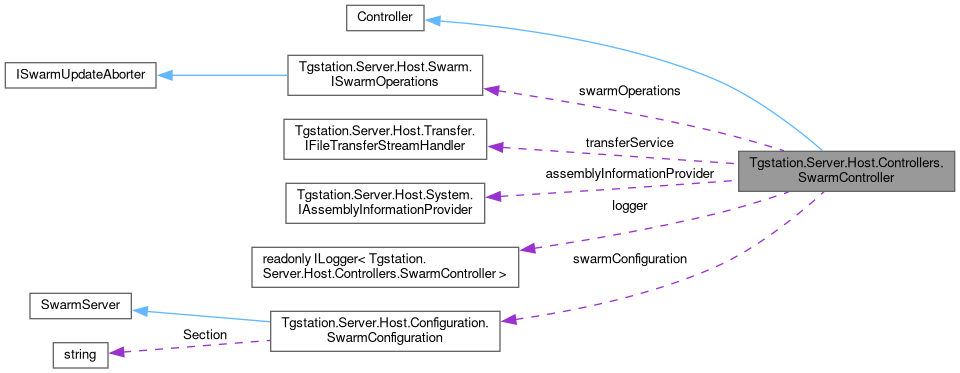 Controller
Tgstation.Server.Host.Swarm.
ISwarmOperations
ISwarmUpdateAborter
swarmOperations
Tgstation.Server.Host.Transfer.
IFileTransferStreamHandler
transferService
Tgstation.Server.Host.Controllers.
SwarmController
assemblyInformationProvider
Tgstation.Server.Host.System.
IAssemblyInformationProvider
logger
readonly ILogger< Tgstation.
Server.Host.Controllers.SwarmController >
swarmConfiguration
SwarmServer
Tgstation.Server.Host.Configuration.
SwarmConfiguration
Section
string